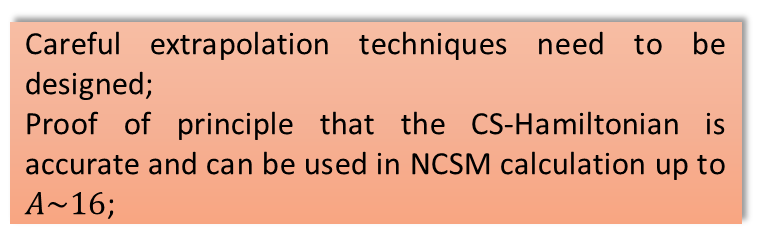 Careful extrapolation techniques need to be
designed;
Proof of principle that the CS-Hamiltonian is
accurate and can be used in NCSM calculation up to
A~16;